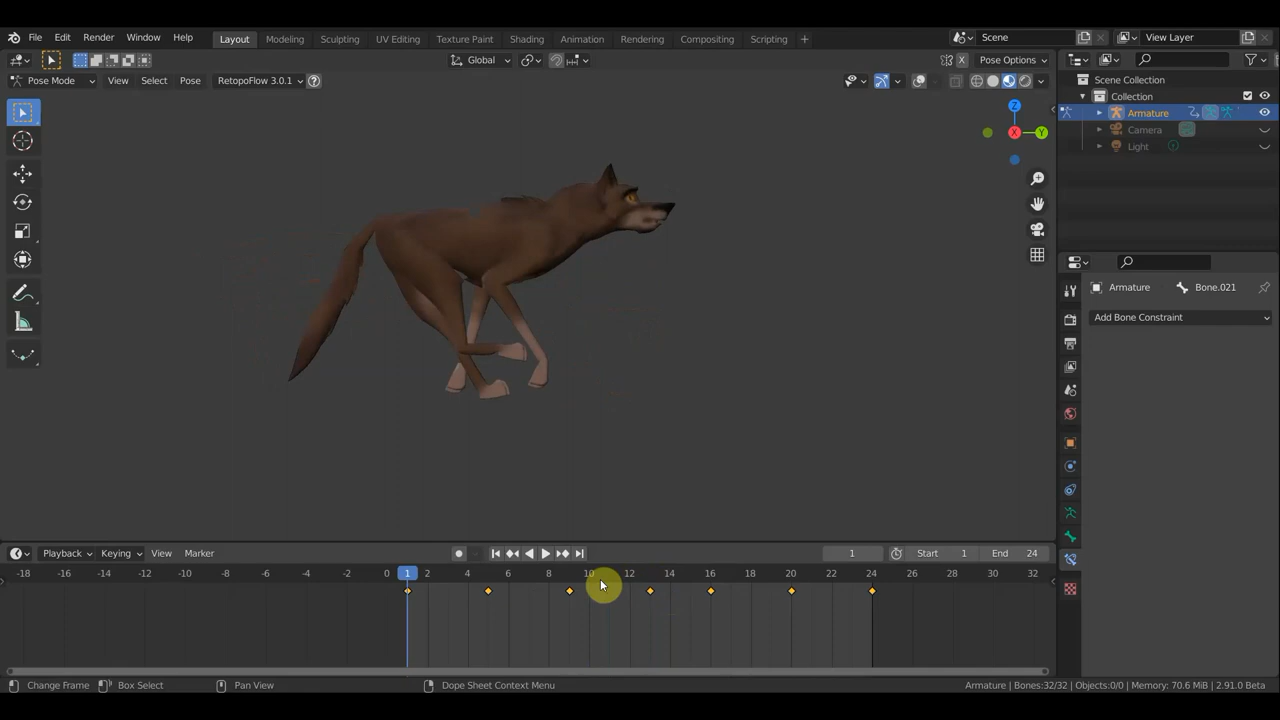 File Edit Render Window Help Layout Modeling Sculpting UV Editing Texture Paint Shading Animation Rendering Compositing Scripting + Scene View Layer
Global Pose Options X
Pose Mode View Select Pose RetopoFlow 3.0.1 ?
Scene Collection
Collection
Armature
Camera
Light
Z
X
Y
Armature Bone.021
Add Bone Constraint
Playback Keying View Marker 1 Start 1 End 24
-18 -16 -14 -12 -10 -8 -6 -4 -2 0 1 2 4 6 8 10 12 14 16 18 20 22 24 26 28 30 32
Change Frame Box Select Pan View Dope Sheet Context Menu Armature | Bones:32/32 | Objects:0/0 | Memory: 70.6 MiB | 2.91.0 Beta